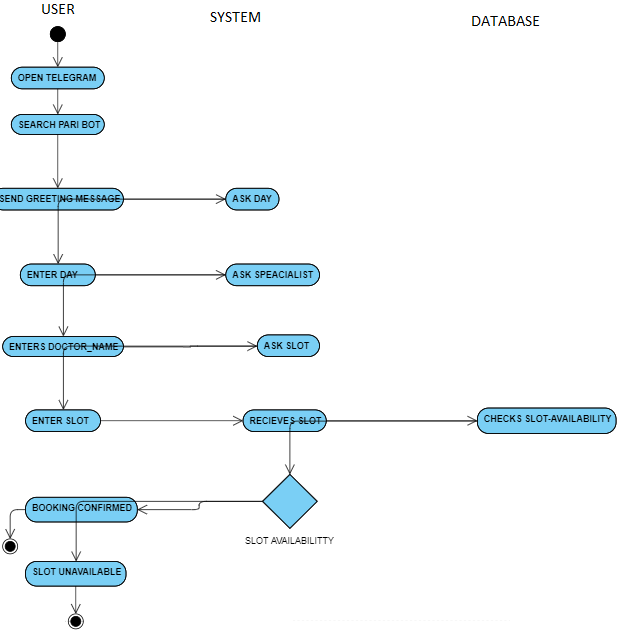 USER
SYSTEM
DATABASE
OPEN TELEGRAM
SEARCH PARI BOT
SEND GREETING MESSAGE
ASK DAY
ENTER DAY
ASK SPEACIALIST
ENTERS DOCTOR_NAME
ASK SLOT
ENTER SLOT
RECIEVES SLOT
CHECKS SLOT-AVAILABILITY
BOOKING CONFIRMED
SLOT AVAILABILITTY
SLOT UNAVAILABLE